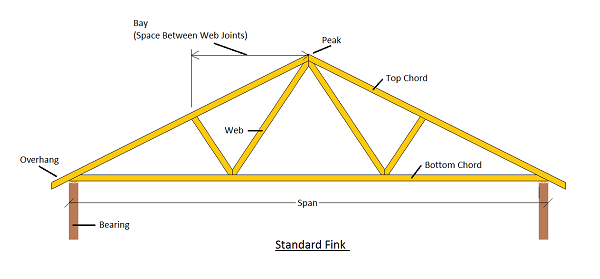 Bay
(Space Between Web Joints)
Peak
Top Chord
Web
Overhang
Bottom Chord
Span
Bearing
Standard Fink